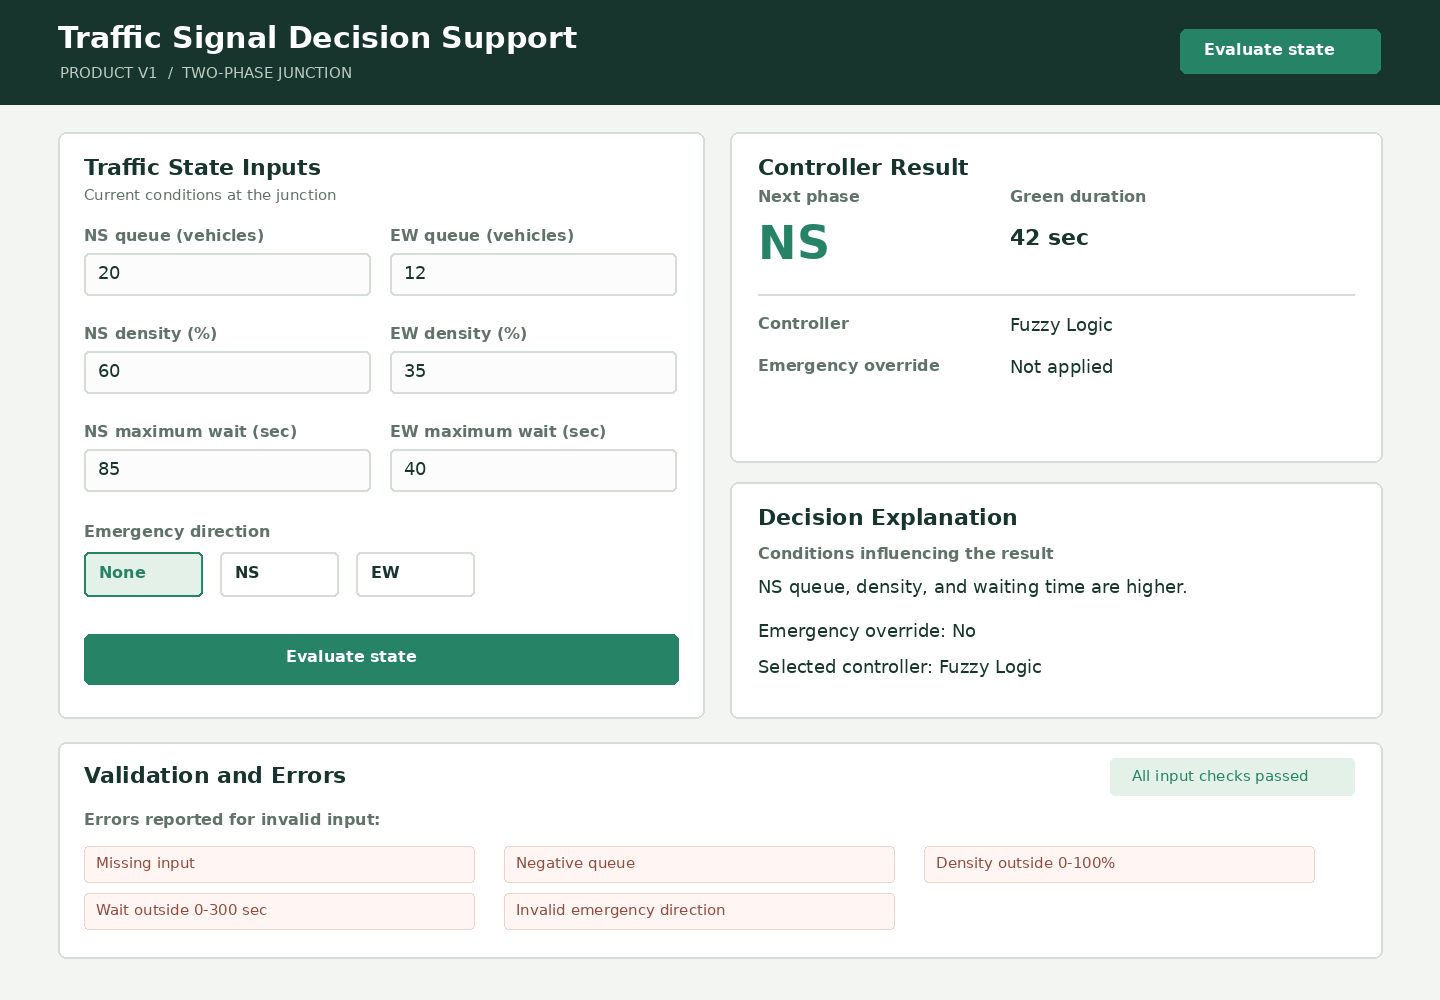 Traffic Signal Decision Support
PRODUCT V1 / TWO-PHASE JUNCTION
Evaluate state
Traffic State Inputs
Current conditions at the junction
NS queue (vehicles)
EW queue (vehicles)
20
12
NS density (%)
EW density (%)
60
35
NS maximum wait (sec)
EW maximum wait (sec)
85
40
Emergency direction
None
NS
EW
Evaluate state
Controller Result
Next phase
Green duration
NS
42 sec
Controller
Fuzzy Logic
Emergency override
Not applied
Decision Explanation
Conditions influencing the result
NS queue, density, and waiting time are higher.
Emergency override: No
Selected controller: Fuzzy Logic
Validation and Errors
All input checks passed
Errors reported for invalid input:
Missing input
Negative queue
Density outside 0-100%
Wait outside 0-300 sec
Invalid emergency direction